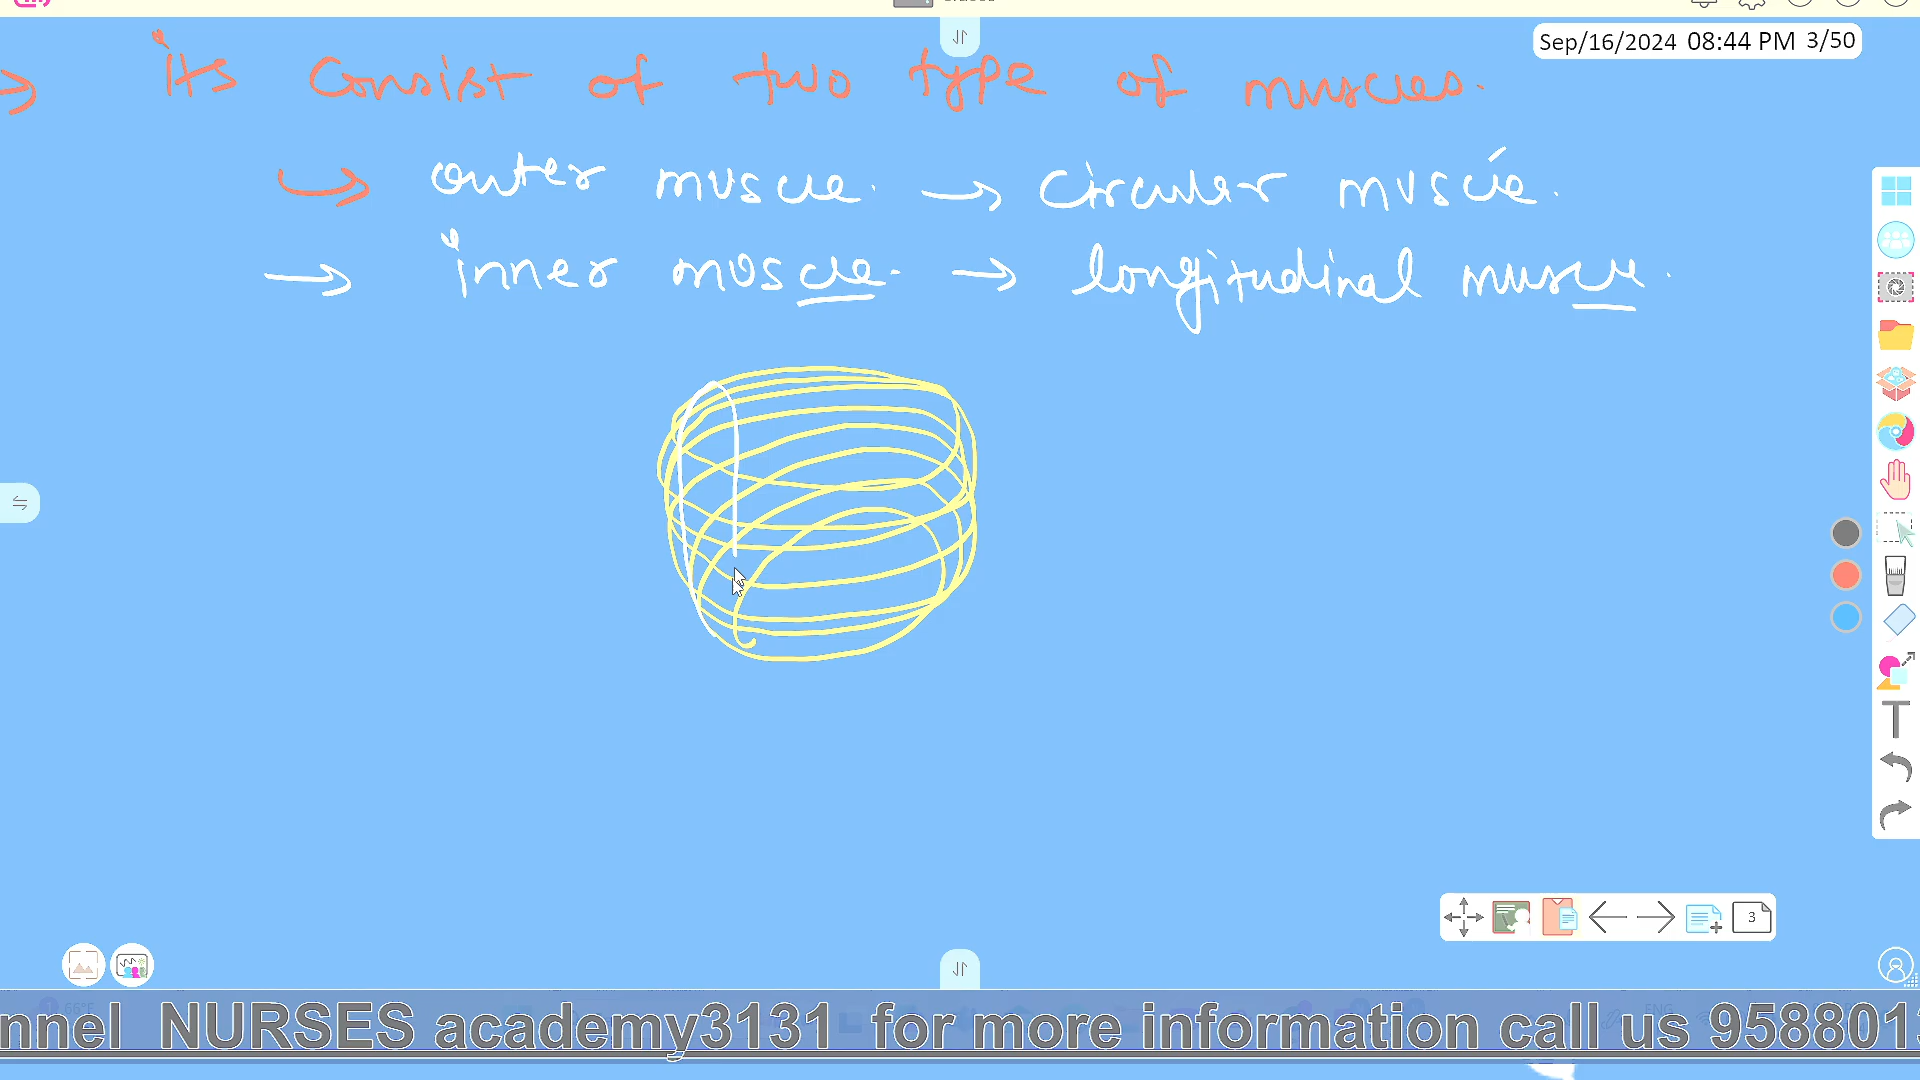 Sep/16/2024 08:44 PM 3/50
→ its consist of two type of muscles.
→ outer muscle. → circular muscle.
→ inner muscle. → longitudinal muscle.
T
3
nnel NURSES academy3131 for more information call us 9588013